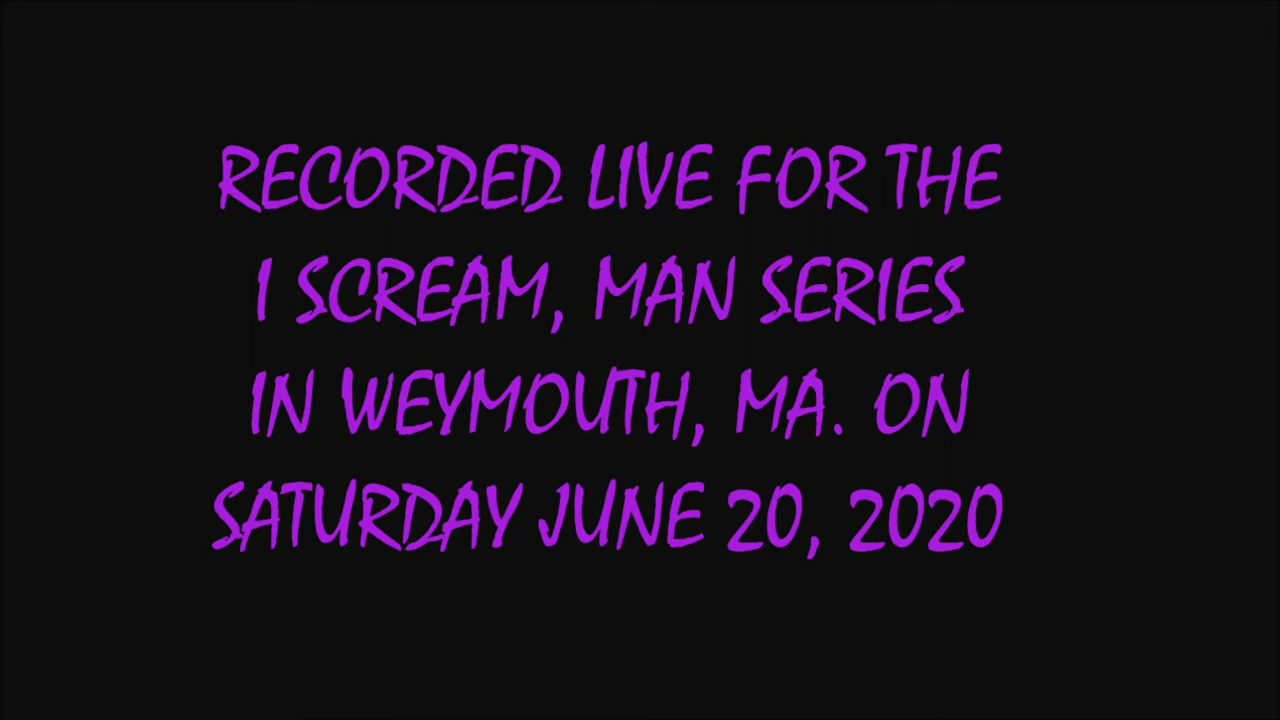 RECORDED LIVE FOR THE
I SCREAM, MAN SERIES
IN WEYMOUTH, MA. ON
SATURDAY JUNE 20, 2020